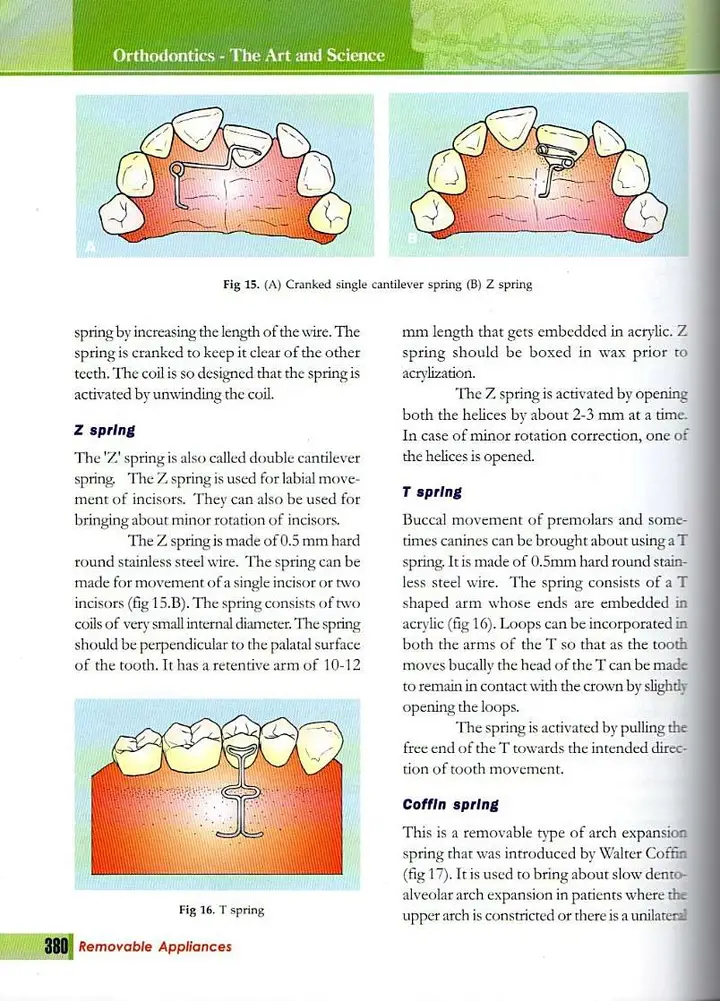 Orthodontics - The Art and Science
A
B
Fig 15. (A) Cranked single cantilever spring (B) Z spring
spring by increasing the length of the wire. The
spring is cranked to keep it clear of the other
teeth. The coil is so designed that the spring is
activated by unwinding the coil.
Z spring
The 'Z' spring is also called double cantilever
spring. The Z spring is used for labial move-
ment of incisors. They can also be used for
bringing about minor rotation of incisors.
The Z spring is made of 0.5 mm hard
round stainless steel wire. The spring can be
made for movement of a single incisor or two
incisors (fig 15.B). The spring consists of two
coils of very small internal diameter. The spring
should be perpendicular to the palatal surface
of the tooth. It has a retentive arm of 10-12
Fig 16. T spring
mm length that gets embedded in acrylic. Z
spring should be boxed in wax prior to
acrylization.
The Z spring is activated by opening
both the helices by about 2-3 mm at a time.
In case of minor rotation correction, one of
the helices is opened.
T spring
Buccal movement of premolars and some-
times canines can be brought about using a T
spring. It is made of 0.5mm hard round stain-
less steel wire. The spring consists of a T
shaped arm whose ends are embedded in
acrylic (fig 16). Loops can be incorporated in
both the arms of the T so that as the tooth
moves bucally the head of the T can be made
to remain in contact with the crown by slightly
opening the loops.
The spring is activated by pulling the
free end of the T towards the intended direc-
tion of tooth movement.
Coffin spring
This is a removable type of arch expansion
spring that was introduced by Walter Coffin
(fig 17). It is used to bring about slow dento-
alveolar arch expansion in patients where the
upper arch is constricted or there is a unilateral
380 Removable Appliances